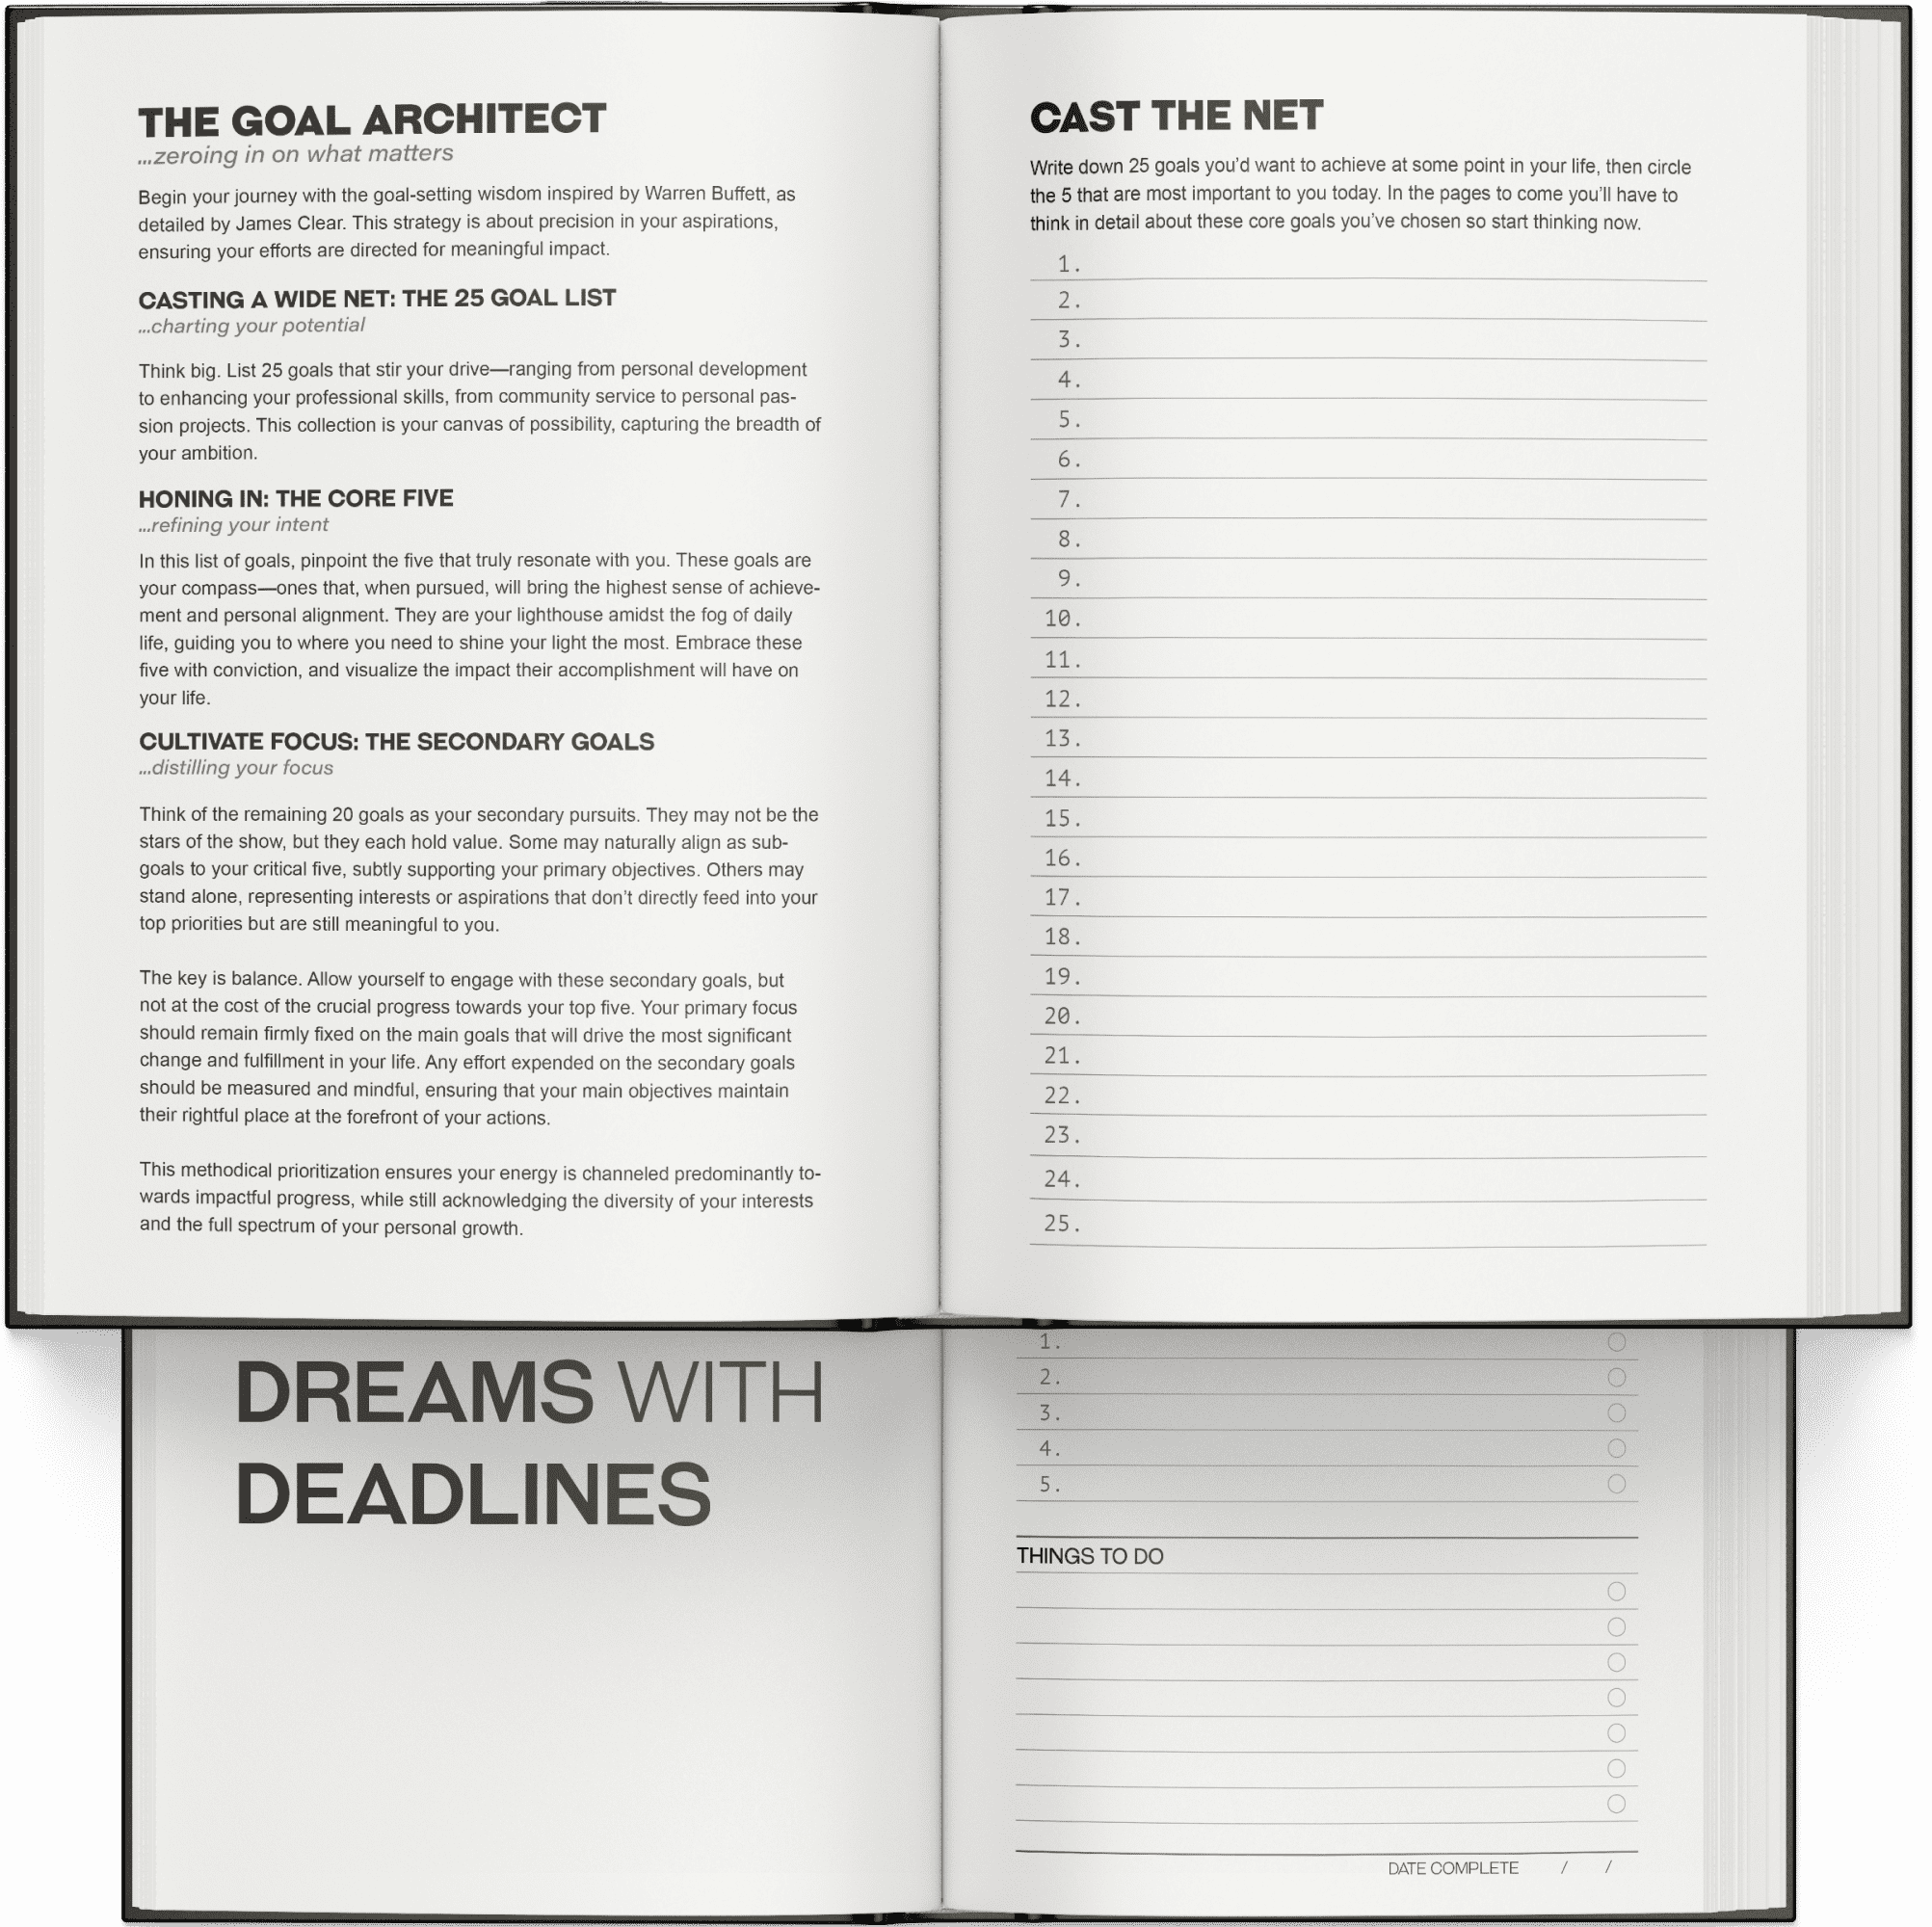 THE GOAL ARCHITECT
...zeroing in on what matters
Begin your journey with the goal-setting wisdom inspired by Warren Buffett, as
detailed by James Clear. This strategy is about precision in your aspirations,
ensuring your efforts are directed for meaningful impact.
CASTING A WIDE NET: THE 25 GOAL LIST
...charting your potential
Think big. List 25 goals that stir your drive—ranging from personal development
to enhancing your professional skills, from community service to personal pas-
sion projects. This collection is your canvas of possibility, capturing the breadth of
your ambition.
HONING IN: THE CORE FIVE
...refining your intent
In this list of goals, pinpoint the five that truly resonate with you. These goals are
your compass—ones that, when pursued, will bring the highest sense of achieve-
ment and personal alignment. They are your lighthouse amidst the fog of daily
life, guiding you to where you need to shine your light the most. Embrace these
five with conviction, and visualize the impact their accomplishment will have on
your life.
CULTIVATE FOCUS: THE SECONDARY GOALS
...distilling your focus
Think of the remaining 20 goals as your secondary pursuits. They may not be the
stars of the show, but they each hold value. Some may naturally align as sub-
goals to your critical five, subtly supporting your primary objectives. Others may
stand alone, representing interests or aspirations that don't directly feed into your
top priorities but are still meaningful to you.
The key is balance. Allow yourself to engage with these secondary goals, but
not at the cost of the crucial progress towards your top five. Your primary focus
should remain firmly fixed on the main goals that will drive the most significant
change and fulfillment in your life. Any effort expended on the secondary goals
should be measured and mindful, ensuring that your main objectives maintain
their rightful place at the forefront of your actions.
This methodical prioritization ensures your energy is channeled predominantly to-
wards impactful progress, while still acknowledging the diversity of your interests
and the full spectrum of your personal growth.
CAST THE NET
Write down 25 goals you'd want to achieve at some point in your life, then circle
the 5 that are most important to you today. In the pages to come you'll have to
think in detail about these core goals you've chosen so start thinking now.
1.
2.
3.
4.
5.
6.
7.
8.
9.
10.
11.
12.
13.
14.
15.
16.
17.
18.
19.
20.
21.
22.
23.
24.
25.
DREAMS WITH
DEADLINES
1.
2.
3.
4.
5.
THINGS TO DO
DATE COMPLETE / /